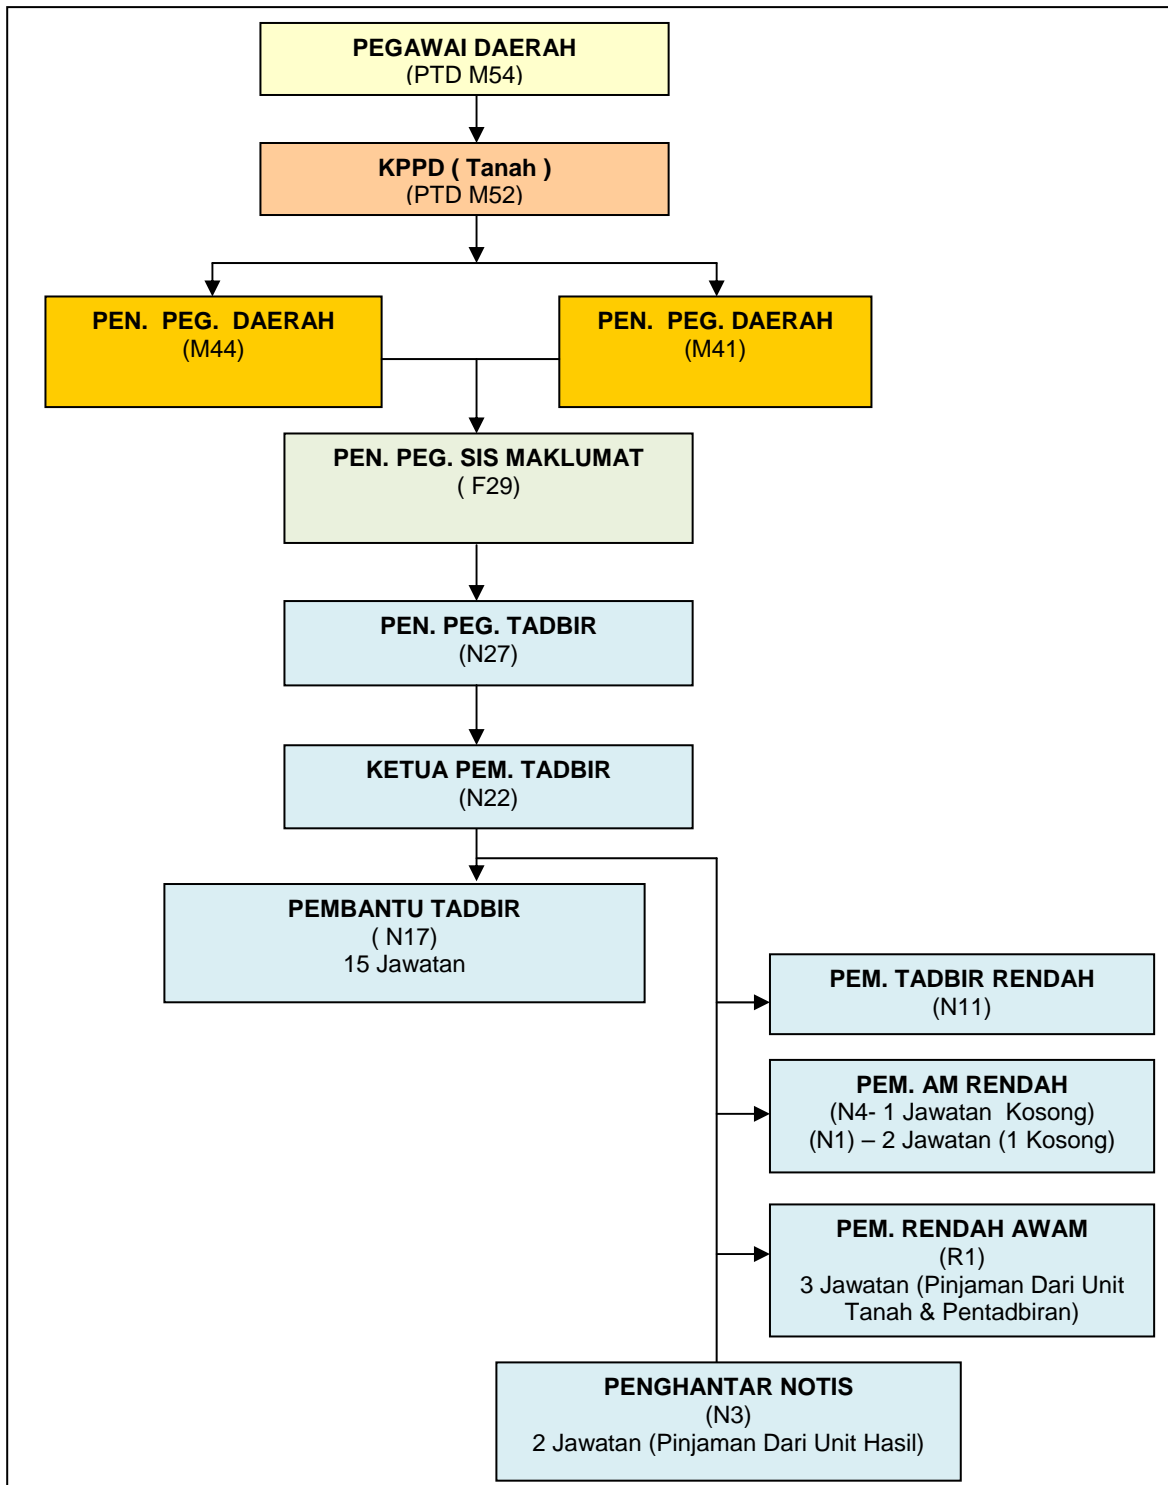 PEGAWAI DAERAH
(PTD M54)
KPPD ( Tanah )
(PTD M52)
PEN. PEG. DAERAH
(M44)
PEN. PEG. DAERAH
(M41)
PEN. PEG. SIS MAKLUMAT
( F29)
PEN. PEG. TADBIR
(N27)
KETUA PEM. TADBIR
(N22)
PEMBANTU TADBIR
( N17)
15 Jawatan
PEM. TADBIR RENDAH
(N11)
PEM. AM RENDAH
(N4- 1 Jawatan Kosong)
(N1) – 2 Jawatan (1 Kosong)
PEM. RENDAH AWAM
(R1)
3 Jawatan (Pinjaman Dari Unit
Tanah & Pentadbiran)
PENGHANTAR NOTIS
(N3)
2 Jawatan (Pinjaman Dari Unit Hasil)